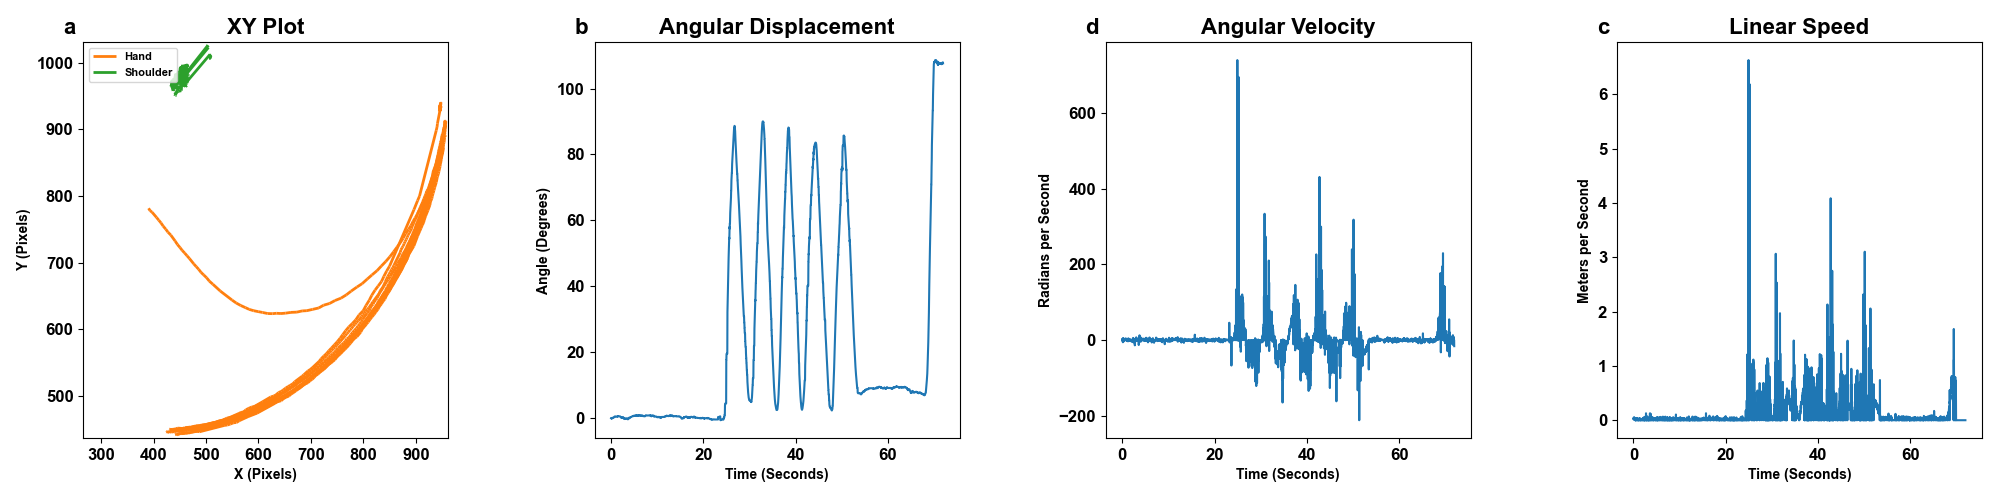 a
XY Plot
Hand
Shoulder
1000
900
800
700
600
500
Y (Pixels)
300 400 500 600 700 800 900
X (Pixels)
b
Angular Displacement
100
80
60
40
20
0
Angle (Degrees)
0 20 40 60
Time (Seconds)
d
Angular Velocity
600
400
200
0
−200
Radians per Second
0 20 40 60
Time (Seconds)
c
Linear Speed
6
5
4
3
2
1
0
Meters per Second
0 20 40 60
Time (Seconds)